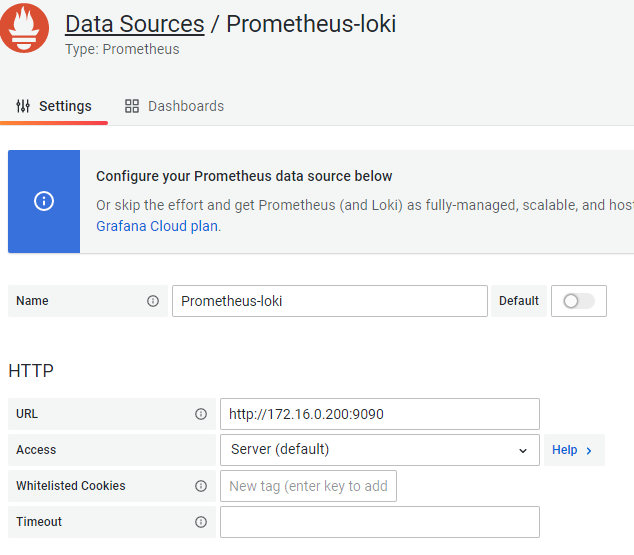 Data Sources / Prometheus-loki
Type: Prometheus
Settings
Dashboards
Configure your Prometheus data source below
Or skip the effort and get Prometheus (and Loki) as fully-managed, scalable, and host
Grafana Cloud plan.
Name
Prometheus-loki
Default
HTTP
URL
http://172.16.0.200:9090
Access
Server (default)
Help
Whitelisted Cookies
New tag (enter key to add
Timeout